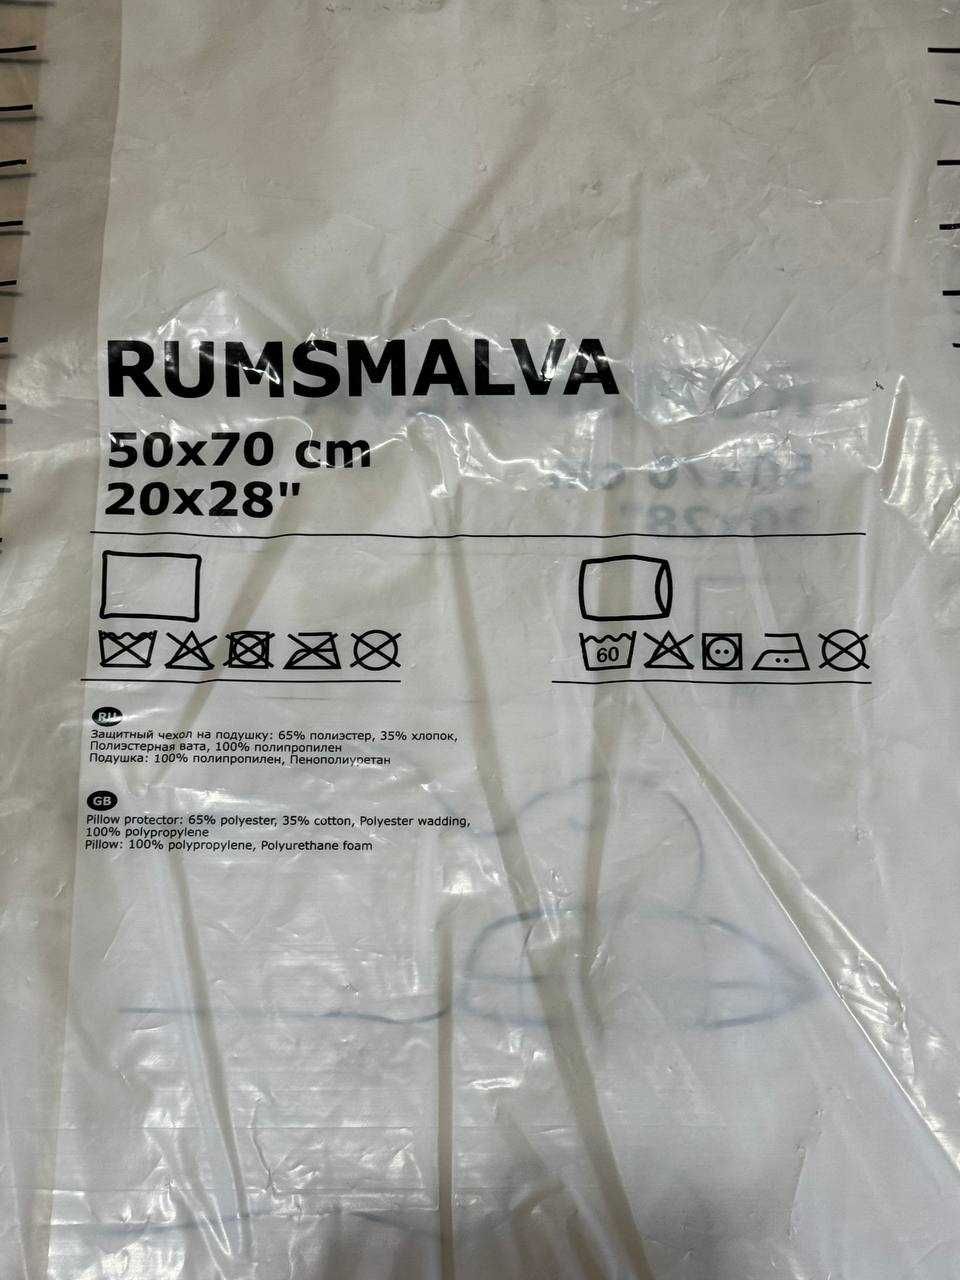 RUMSMALVA
50x70 cm
20x28"
60
RU
Защитный чехол на подушку: 65% полиэстер, 35% хлопок,
Полиэстерная вата, 100% полипропилен
Подушка: 100% полипропилен, Пенополиуретан
GB
Pillow protector: 65% polyester, 35% cotton, Polyester wadding,
100% polypropylene
Pillow: 100% polypropylene, Polyurethane foam